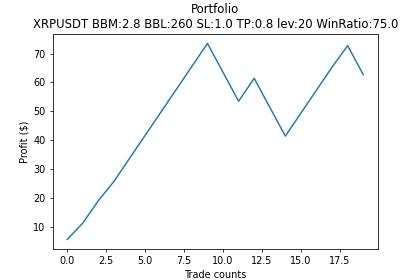 Portfolio
XRPUSDT BBM:2.8 BBL:260 SL:1.0 TP:0.8 lev:20 WinRatio:75.0
Profit ($)
70
60
50
40
30
20
10
0.0 2.5 5.0 7.5 10.0 12.5 15.0 17.5
Trade counts